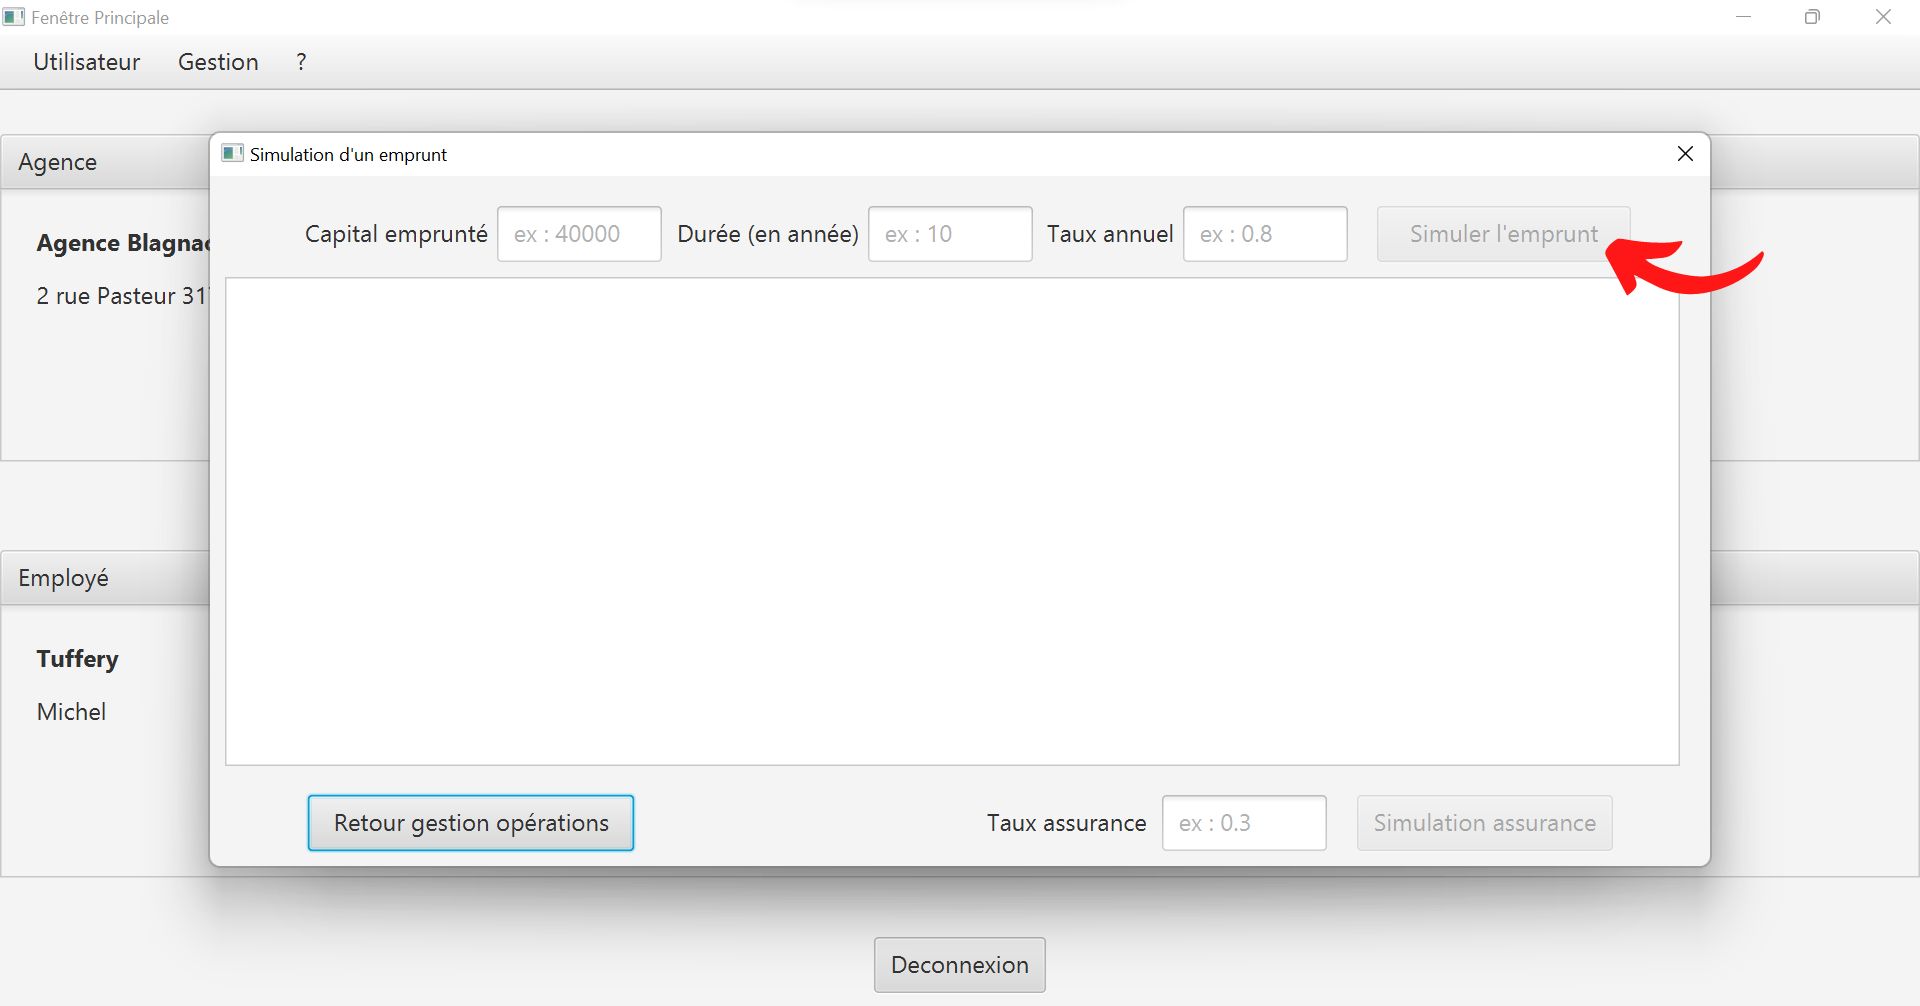 Fenêtre Principale
Utilisateur Gestion ?
Agence
Simulation d'un emprunt
Capital emprunté ex : 40000 Durée (en année) ex : 10 Taux annuel ex : 0.8 Simuler l'emprunt
Agence Blagnac
2 rue Pasteur 31
Employé
Tuffery
Michel
Retour gestion opérations Taux assurance ex : 0.3 Simulation assurance
Deconnexion